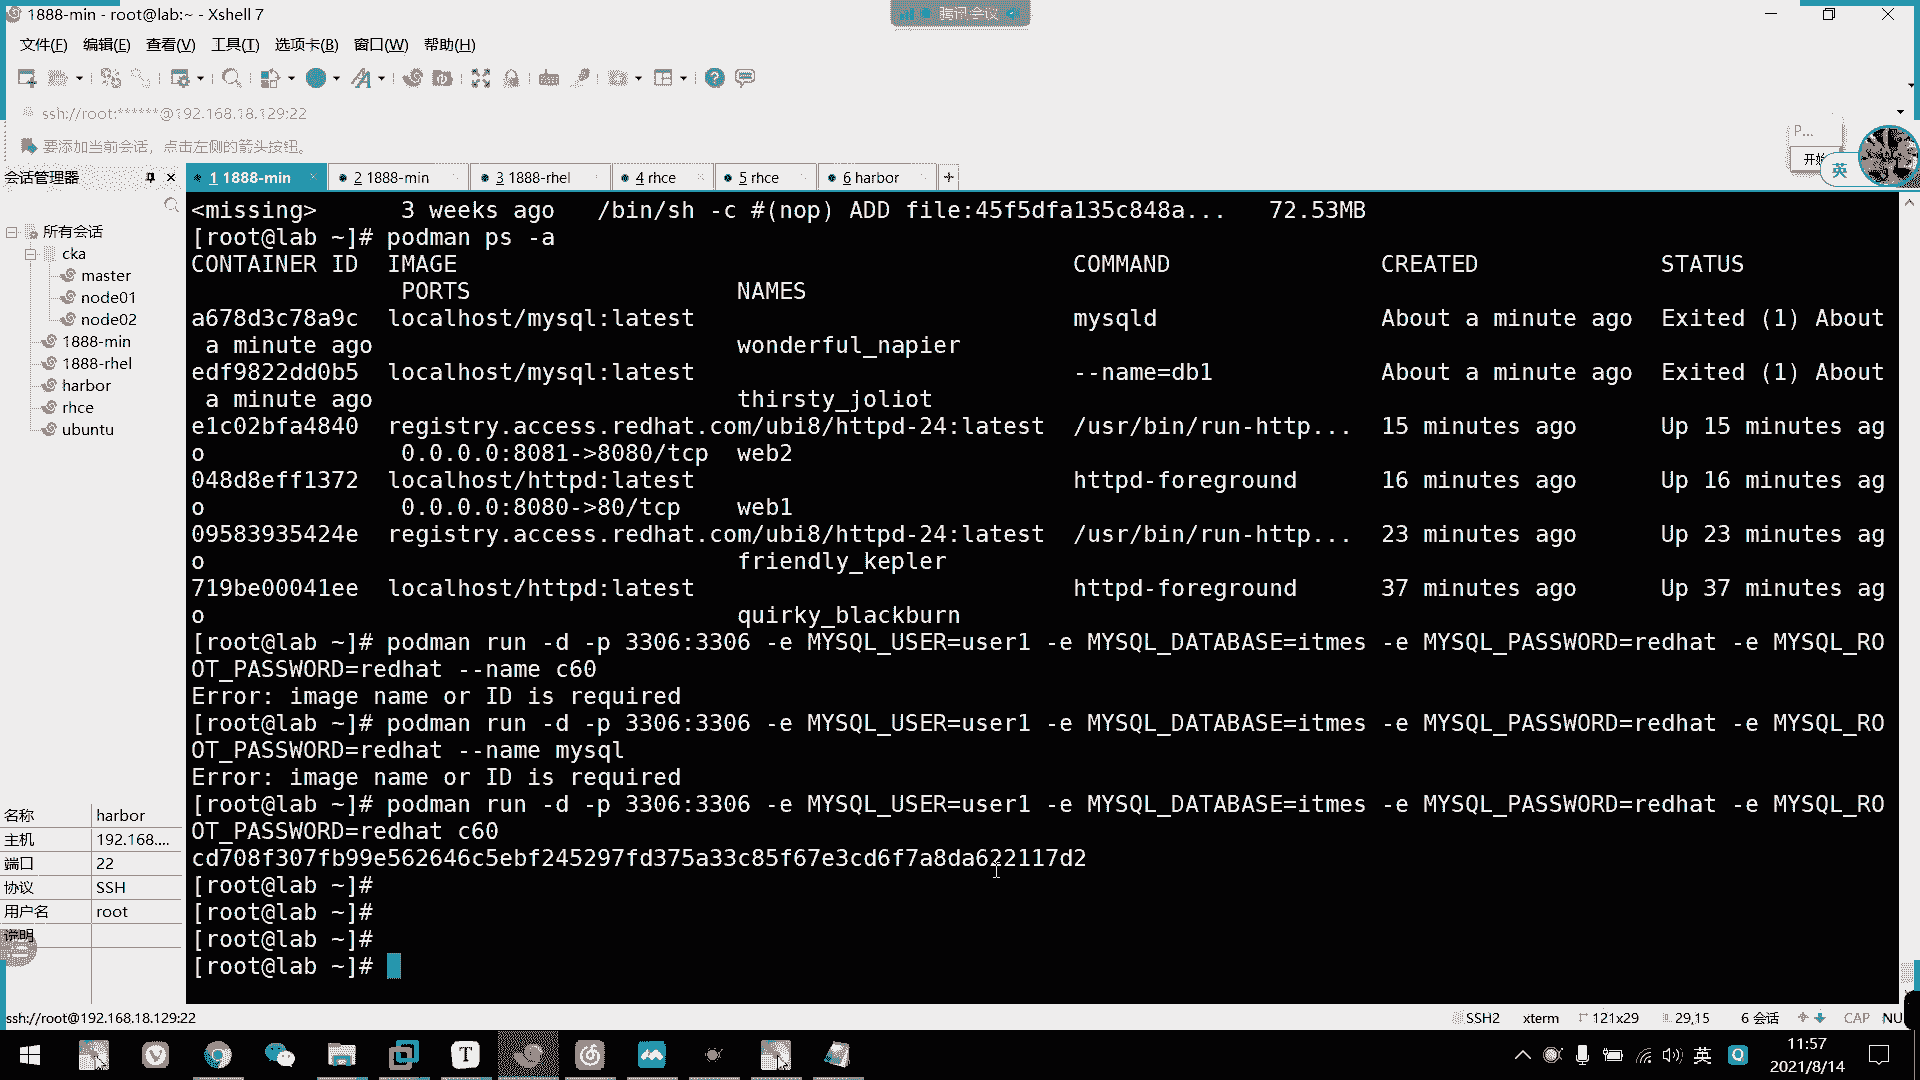 1888-min - root@lab:~ - Xshell 7
腾讯会议
文件(F) 编辑(E) 查看(V) 工具(T) 选项卡(B) 窗口(W) 帮助(H)
ssh://root:******@192.168.18.129:22
要添加当前会话，点击左侧的箭头按钮。
P...
开始
英
会话管理器
1 1888-min 2 1888-min 3 1888-rhel 4 rhce 5 rhce 6 harbor
所有会话
cka
master
node01
node02
1888-min
1888-rhel
harbor
rhce
ubuntu
<missing> 3 weeks ago /bin/sh -c #(nop) ADD file:45f5dfa135c848a... 72.53MB
[root@lab ~]# podman ps -a
CONTAINER ID IMAGE COMMAND CREATED STATUS
PORTS NAMES
a678d3c78a9c localhost/mysql:latest mysqld About a minute ago Exited (1) About
a minute ago wonderful_napier
edf9822dd0b5 localhost/mysql:latest --name=db1 About a minute ago Exited (1) About
a minute ago thirsty_joliot
e1c02bfa4840 registry.access.redhat.com/ubi8/httpd-24:latest /usr/bin/run-http... 15 minutes ago Up 15 minutes ag
o 0.0.0.0:8081->8080/tcp web2
048d8eff1372 localhost/httpd:latest httpd-foreground 16 minutes ago Up 16 minutes ag
o 0.0.0.0:8080->80/tcp web1
09583935424e registry.access.redhat.com/ubi8/httpd-24:latest /usr/bin/run-http... 23 minutes ago Up 23 minutes ag
o friendly_kepler
719be00041ee localhost/httpd:latest httpd-foreground 37 minutes ago Up 37 minutes ag
o quirky_blackburn
[root@lab ~]# podman run -d -p 3306:3306 -e MYSQL_USER=user1 -e MYSQL_DATABASE=itmes -e MYSQL_PASSWORD=redhat -e MYSQL_RO
OT_PASSWORD=redhat --name c60
Error: image name or ID is required
[root@lab ~]# podman run -d -p 3306:3306 -e MYSQL_USER=user1 -e MYSQL_DATABASE=itmes -e MYSQL_PASSWORD=redhat -e MYSQL_RO
OT_PASSWORD=redhat --name mysql
Error: image name or ID is required
[root@lab ~]# podman run -d -p 3306:3306 -e MYSQL_USER=user1 -e MYSQL_DATABASE=itmes -e MYSQL_PASSWORD=redhat -e MYSQL_RO
OT_PASSWORD=redhat c60
cd708f307fb99e562646c5ebf245297fd375a33c85f67e3cd6f7a8da622117d2
[root@lab ~]#
[root@lab ~]#
[root@lab ~]#
[root@lab ~]#
名称 harbor
主机 192.168....
端口 22
协议 SSH
用户名 root
说明
ssh://root@192.168.18.129:22 SSH2 xterm 121x29 29,15 6 会话 CAP NU
英
11:57
2021/8/14